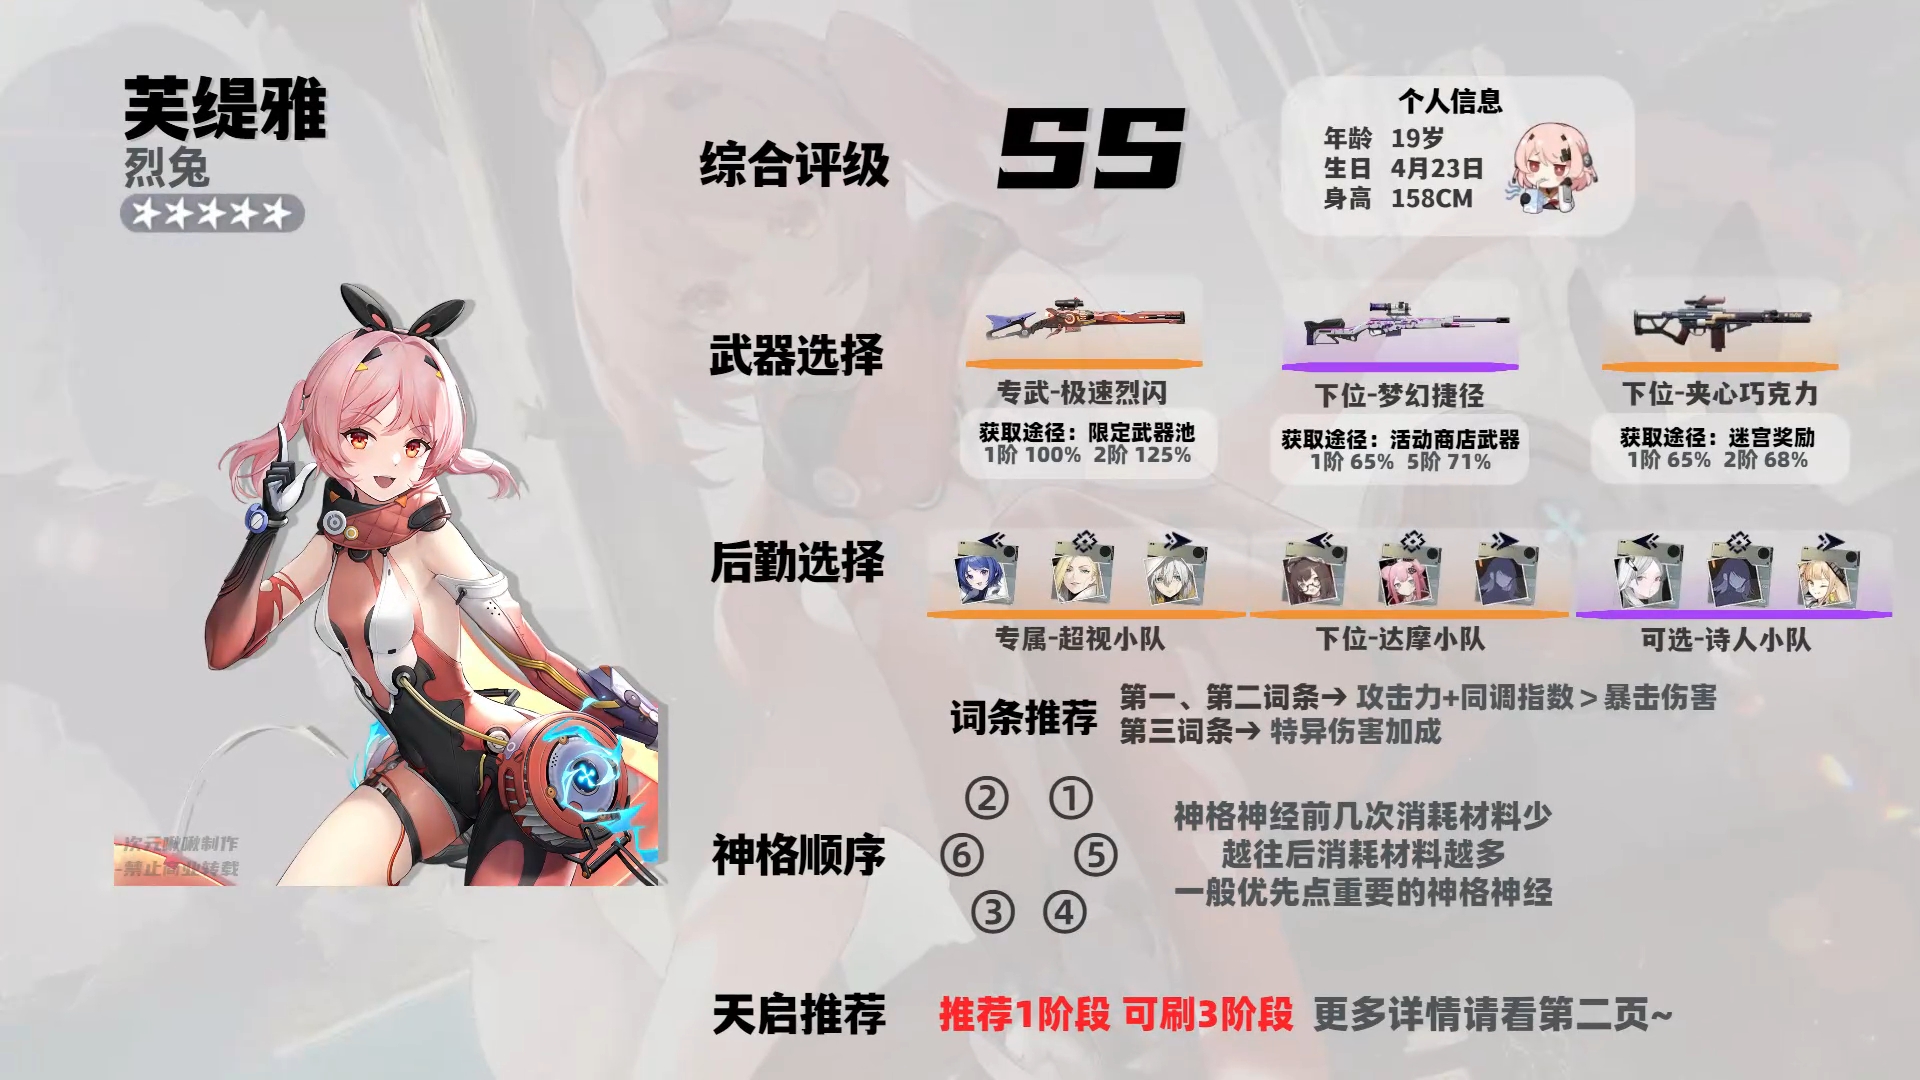 芙缇雅
烈兔
综合评级
SS
个人信息
年龄 19岁
生日 4月23日
身高 158CM
武器选择
专武-极速烈闪
获取途径：限定武器池
1阶 100% 2阶 125%
下位-梦幻捷径
获取途径：活动商店武器
1阶 65% 5阶 71%
下位-夹心巧克力
获取途径：迷宫奖励
1阶 65% 2阶 68%
后勤选择
专属-超视小队
下位-达摩小队
可选-诗人小队
词条推荐
第一、第二词条→ 攻击力+同调指数＞暴击伤害
第三词条→ 特异伤害加成
神格顺序
② ①
⑥ ⑤
③ ④
神格神经前几次消耗材料少
越往后消耗材料越多
一般优先点重要的神格神经
次元啾啾制作
-禁止商业转载
天启推荐
推荐1阶段 可刷3阶段 更多详情请看第二页~